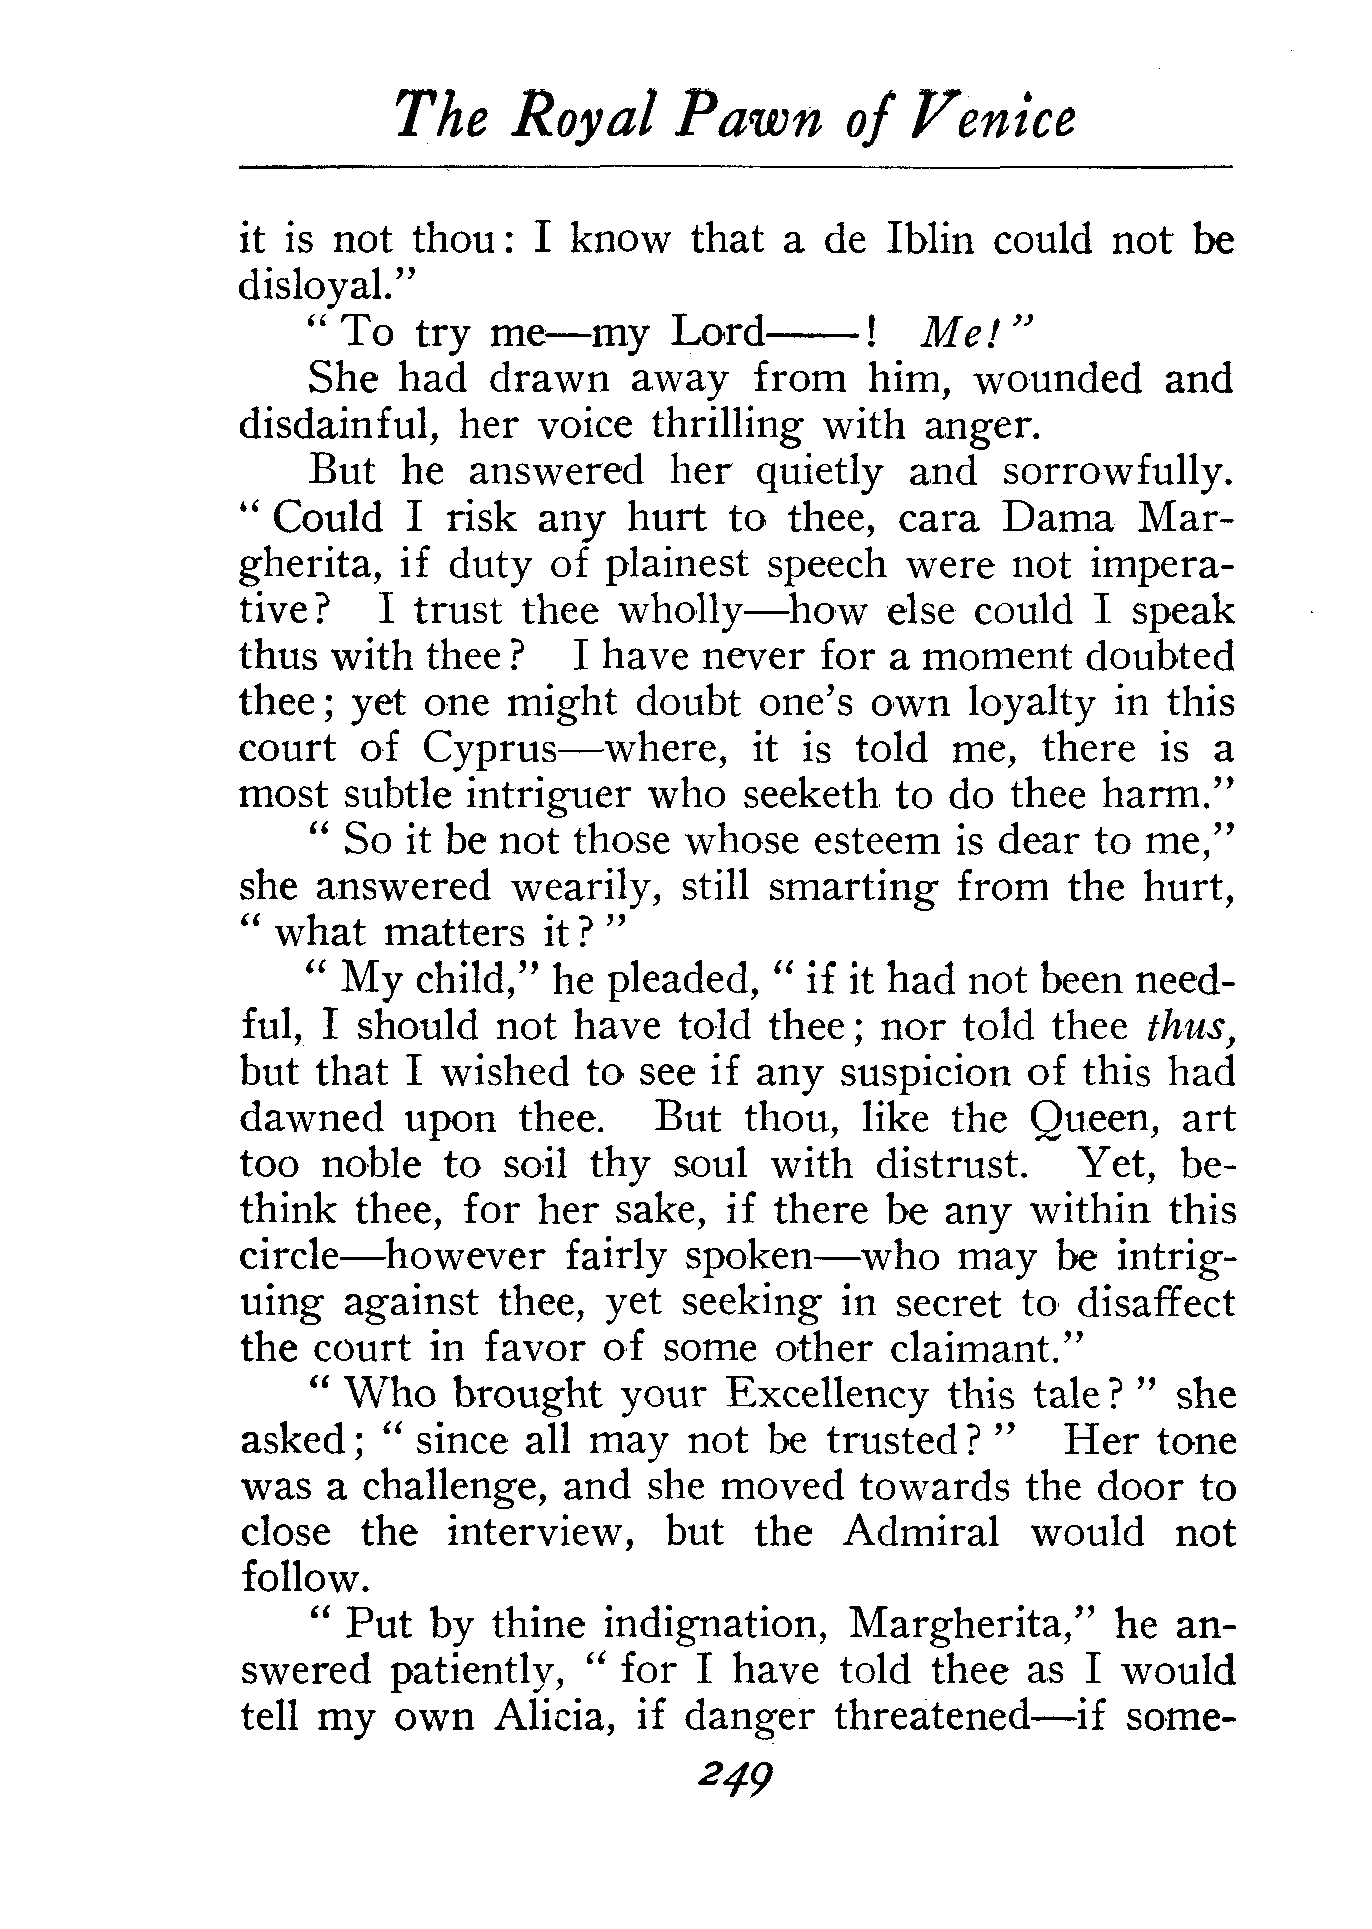 The Royal Pawn of Venice
it is not thou: I know that a de Iblin could not be
disloyal."
"To try me—my Lord——! Me!"
She had drawn away from him, wounded and
disdainful, her voice thrilling with anger.
But he answered her quietly and sorrowfully.
"Could I risk any hurt to thee, cara Dama Mar-
gherita, if duty of plainest speech were not impera-
tive? I trust thee wholly—how else could I speak
thus with thee? I have never for a moment doubted
thee; yet one might doubt one's own loyalty in this
court of Cyprus—where, it is told me, there is a
most subtle intriguer who seeketh to do thee harm."
"So it be not those whose esteem is dear to me,"
she answered wearily, still smarting from the hurt,
"what matters it?"
"My child," he pleaded, "if it had not been need-
ful, I should not have told thee; nor told thee thus,
but that I wished to see if any suspicion of this had
dawned upon thee. But thou, like the Queen, art
too noble to soil thy soul with distrust. Yet, be-
think thee, for her sake, if there be any within this
circle—however fairly spoken—who may be intrig-
uing against thee, yet seeking in secret to disaffect
the court in favor of some other claimant."
"Who brought your Excellency this tale?" she
asked; "since all may not be trusted?" Her tone
was a challenge, and she moved towards the door to
close the interview, but the Admiral would not
follow.
"Put by thine indignation, Margherita," he an-
swered patiently, "for I have told thee as I would
tell my own Alicia, if danger threatened—if some-
249